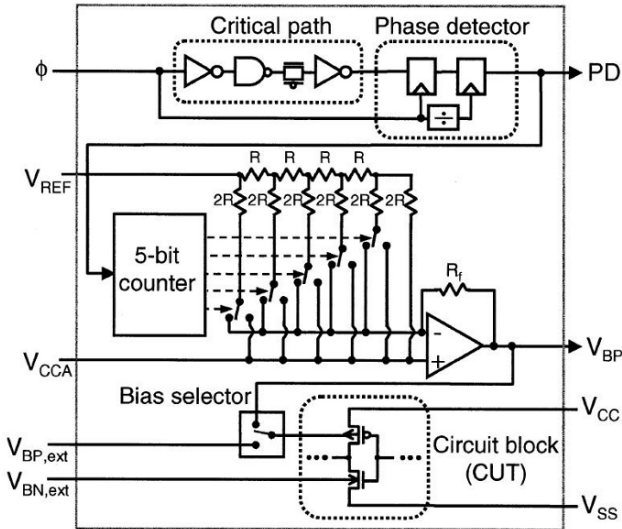 Critical path
Phase detector
ϕ
÷
PD
R
R
R
R
V_REF
2R
2R
2R
2R
2R
2R
5-bit
counter
R_f
-
+
V_CCA
V_BP
Bias selector
V_CC
V_BP,ext
Circuit block
(CUT)
V_BN,ext
V_SS